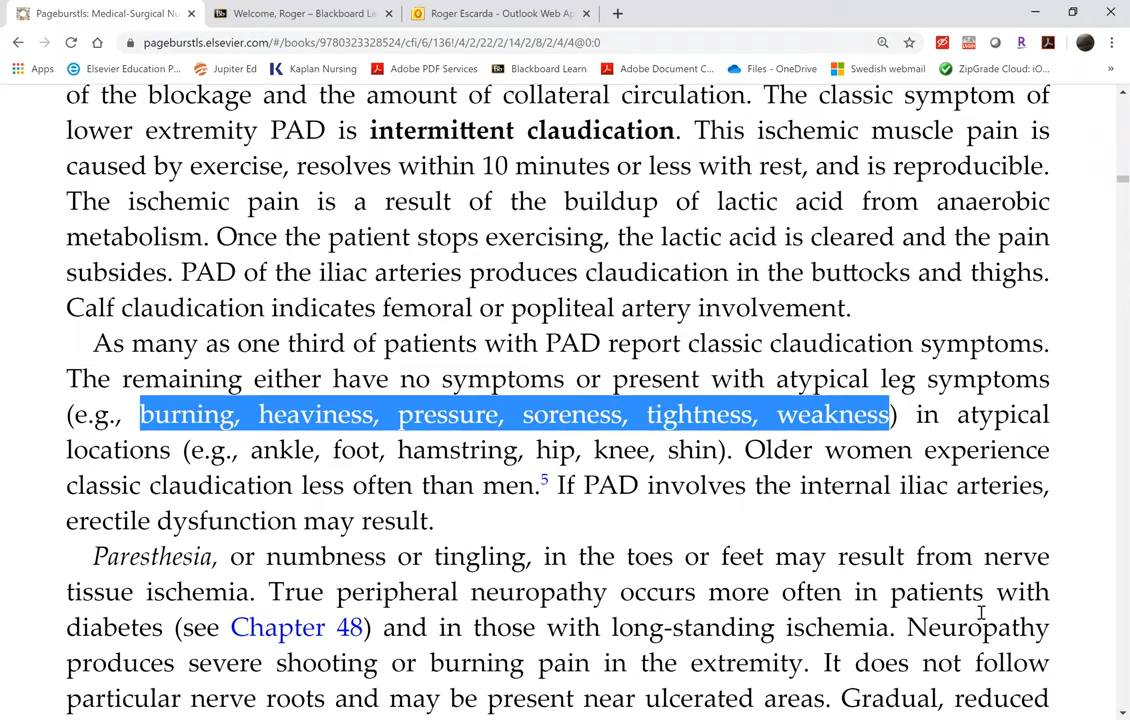 Pageburstls: Medical-Surgical Nu
Welcome, Roger – Blackboard Le
Roger Escarda - Outlook Web Ap
pageburstls.elsevier.com/#/books/9780323328524/cfi/6/136!/4/2/22/2/14/2/8/2/4/4@0:0
Apps
Elsevier Education P...
Jupiter Ed
Kaplan Nursing
Adobe PDF Services
Blackboard Learn
Adobe Document C...
Files - OneDrive
Swedish webmail
ZipGrade Cloud: iO...
of the blockage and the amount of collateral circulation. The classic symptom of
lower extremity PAD is intermittent claudication. This ischemic muscle pain is
caused by exercise, resolves within 10 minutes or less with rest, and is reproducible.
The ischemic pain is a result of the buildup of lactic acid from anaerobic
metabolism. Once the patient stops exercising, the lactic acid is cleared and the pain
subsides. PAD of the iliac arteries produces claudication in the buttocks and thighs.
Calf claudication indicates femoral or popliteal artery involvement.
As many as one third of patients with PAD report classic claudication symptoms.
The remaining either have no symptoms or present with atypical leg symptoms
(e.g., burning, heaviness, pressure, soreness, tightness, weakness) in atypical
locations (e.g., ankle, foot, hamstring, hip, knee, shin). Older women experience
classic claudication less often than men.5 If PAD involves the internal iliac arteries,
erectile dysfunction may result.
Paresthesia, or numbness or tingling, in the toes or feet may result from nerve
tissue ischemia. True peripheral neuropathy occurs more often in patients with
diabetes (see Chapter 48) and in those with long-standing ischemia. Neuropathy
produces severe shooting or burning pain in the extremity. It does not follow
particular nerve roots and may be present near ulcerated areas. Gradual, reduced